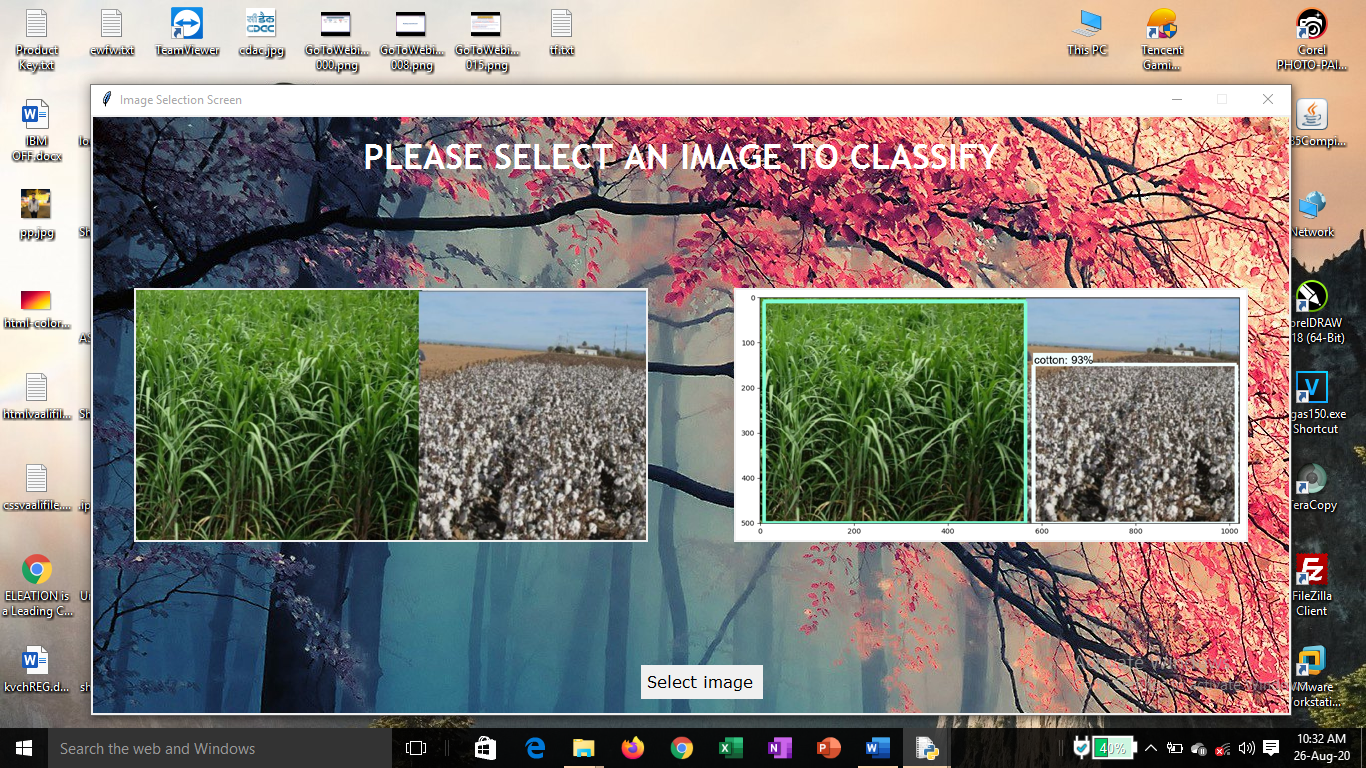 Product
Key.txt
ewfw.txt
TeamViewer
सी डैक
CDCC
cdac.jpg
GoToWebi...
000.png
GoToWebi...
008.png
GoToWebi...
015.png
tf.txt
This PC
Tencent
Gami...
Corel
PHOTO-PAI...
Image Selection Screen
PLEASE SELECT AN IMAGE TO CLASSIFY
IBM
OFF.docx
pp.jpg
html-color...
htmlvaalifil...
cssvaalifile....
ELEATION is
a Leading C...
kvchREG.d...
85Compi...
Network
orelDRAW
18 (64-Bit)
gas150.exe
Shortcut
TeraCopy
FileZilla
Client
VMware
orkstati...
0
100
200
300
400
500
cotton: 93%
0
200
400
600
800
1000
Select image
Search the web and Windows
40%
10:32 AM
26-Aug-20